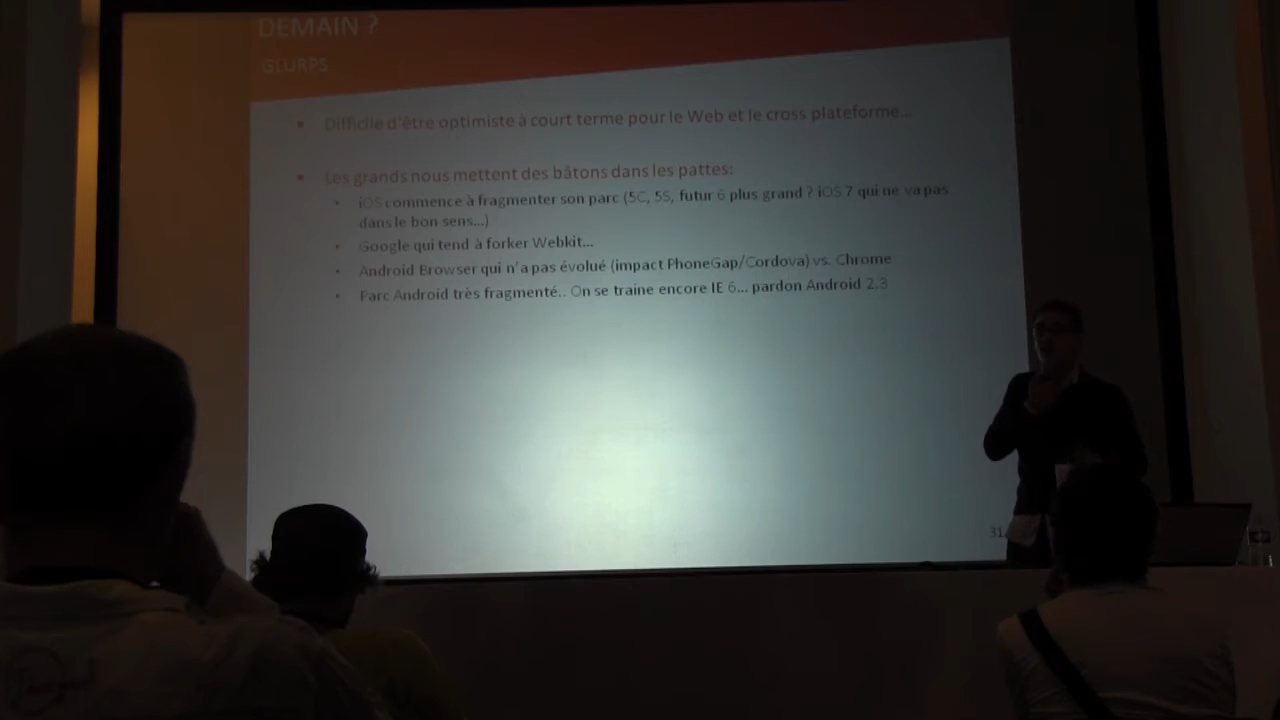 DEMAIN ?
GLURPS
• Difficile d'être optimiste à court terme pour le Web et le cross plateforme...
• Les grands nous mettent des bâtons dans les pattes:
• iOS commence à fragmenter son parc (5C, 5S, futur 6 plus grand ? iOS 7 qui ne va pas
dans le bon sens...)
• Google qui tend à forker Webkit...
• Android Browser qui n'a pas évolué (impact PhoneGap/Cordova) vs. Chrome
• Parc Android très fragmenté.. On se traine encore IE 6... pardon Android 2.3
31